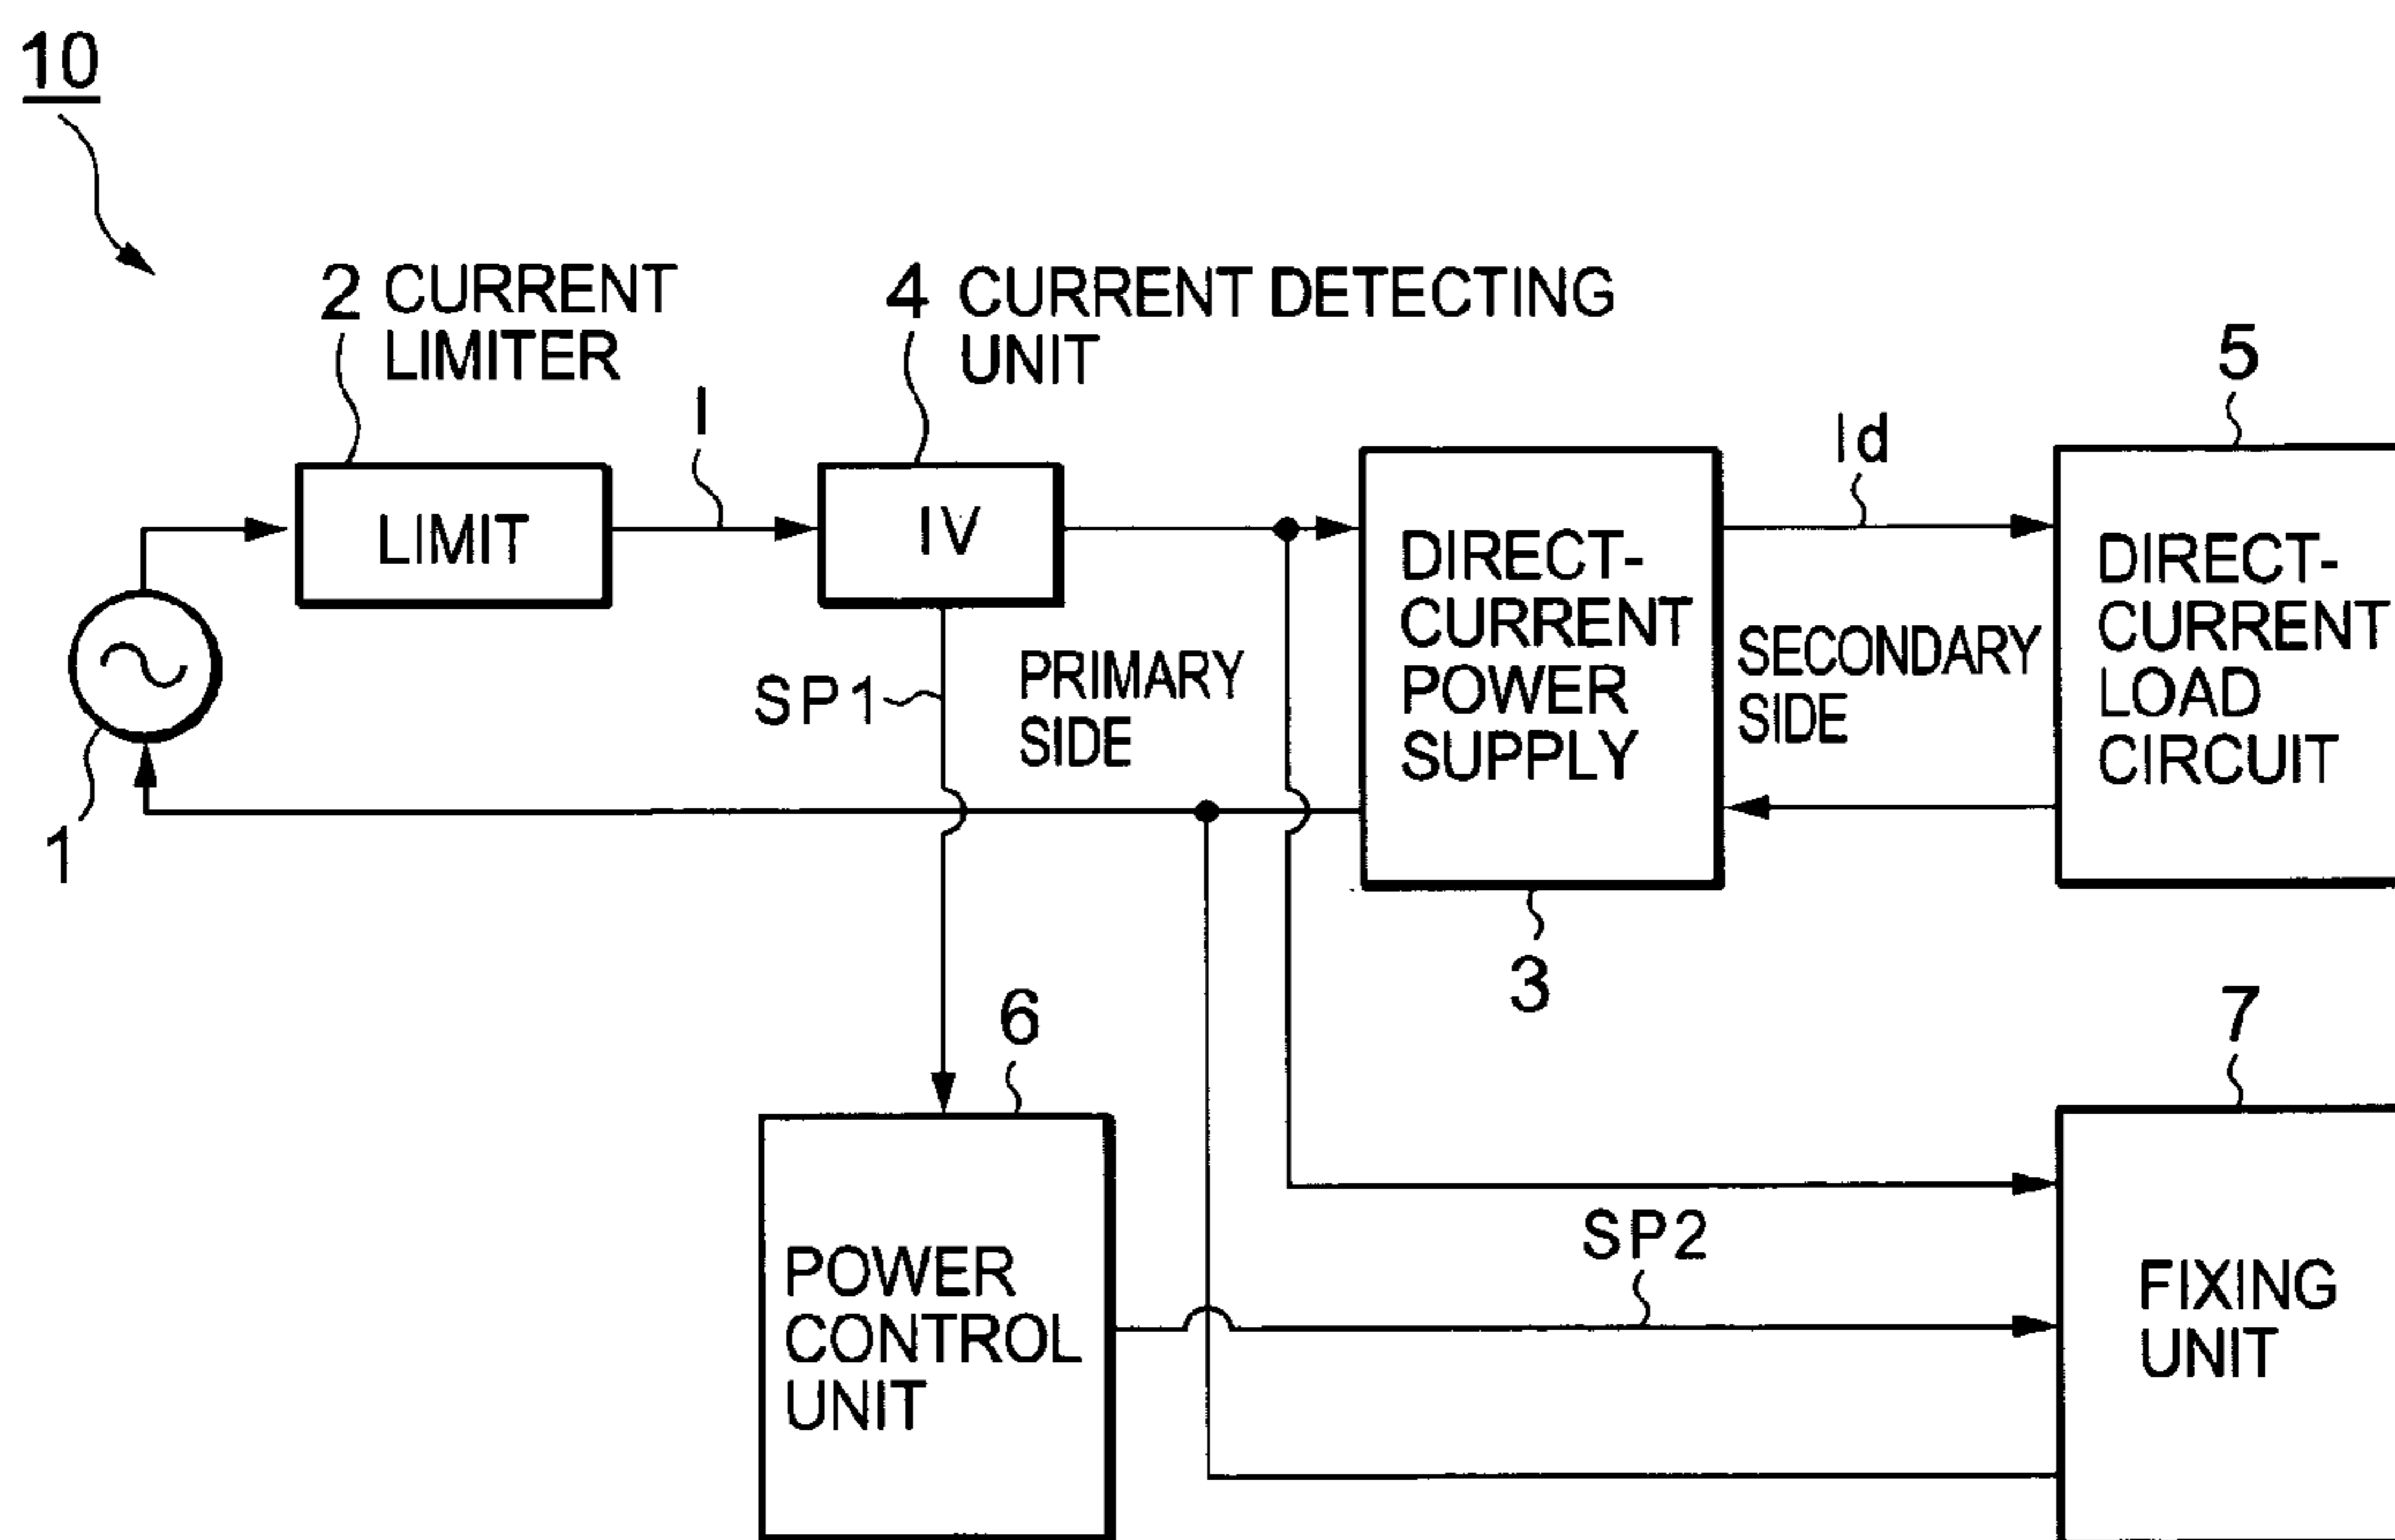 10
2 CURRENT
LIMITER
4 CURRENT DETECTING
UNIT
5
I
Id
LIMIT
IV
DIRECT-
CURRENT
POWER
SUPPLY
DIRECT-
CURRENT
LOAD
CIRCUIT
SP1
PRIMARY
SIDE
SECONDARY
SIDE
1
3
6
7
SP2
POWER
CONTROL
UNIT
FIXING
UNIT